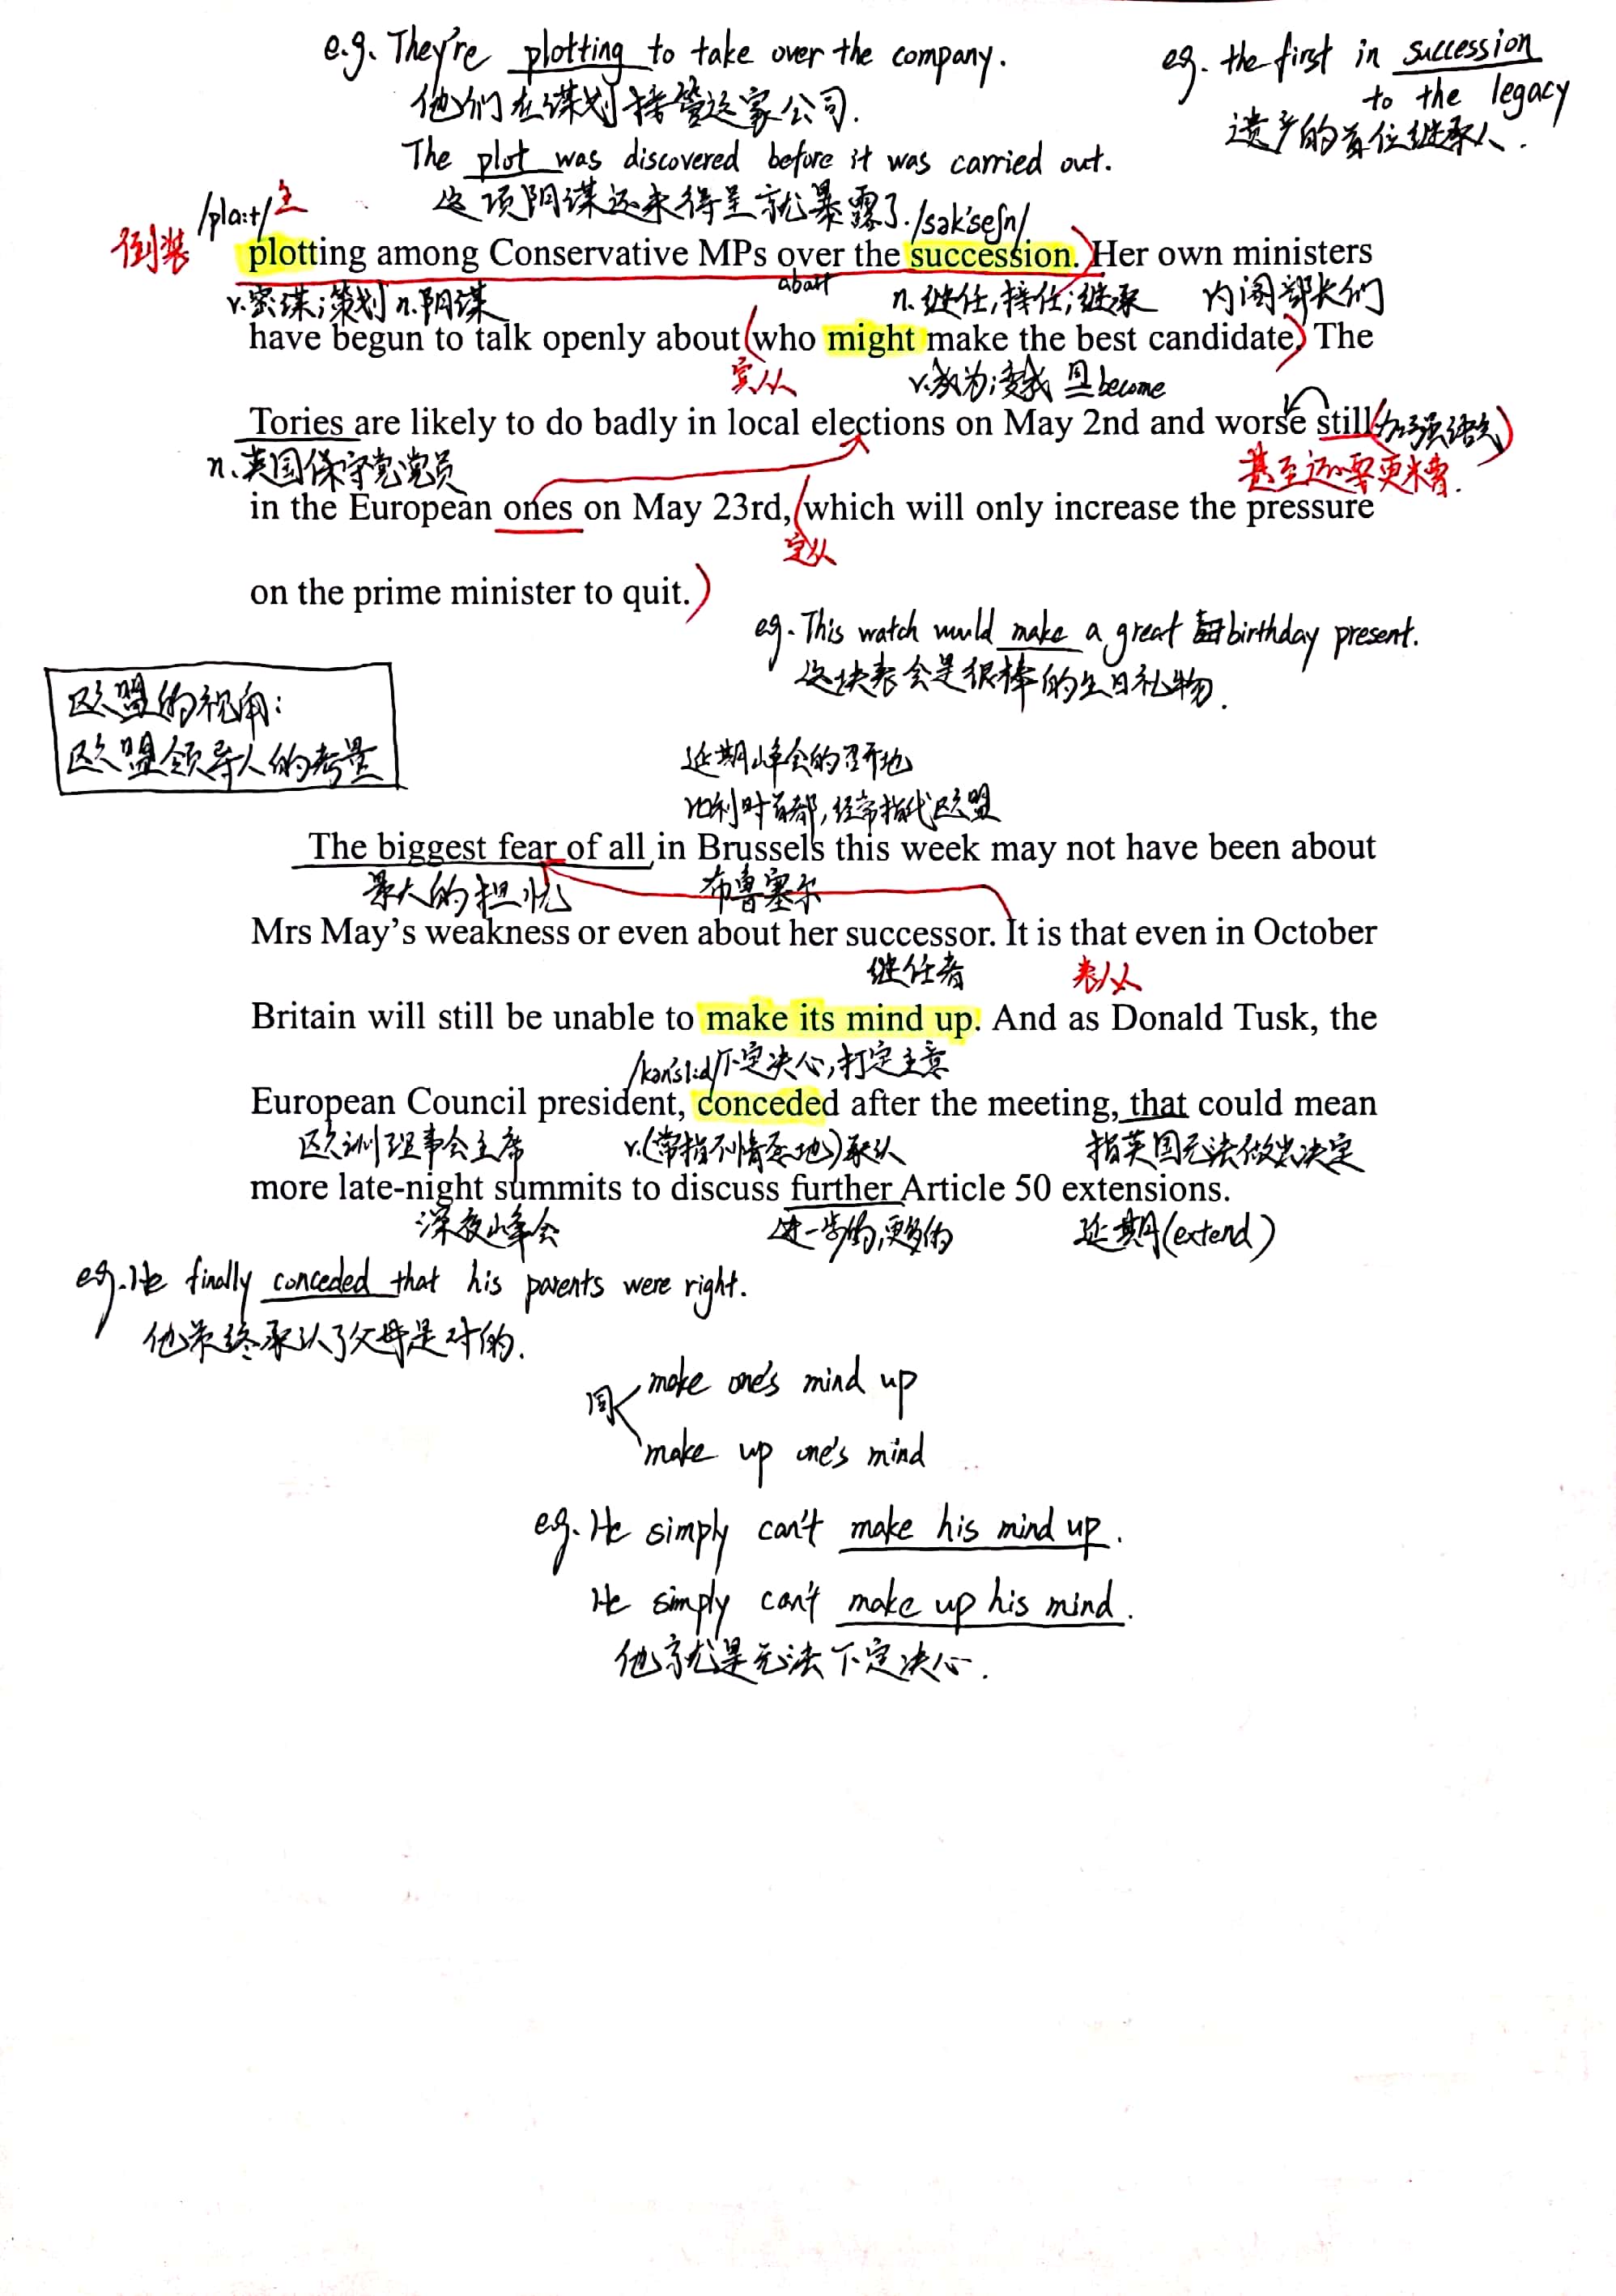 e.g. They're plotting to take over the company.
他们在谋划接管这家公司.
The plot was discovered before it was carried out.
这项阴谋还未得呈就暴露了.
eg. the first in succession
to the legacy
遗产的首位继承人.
倒装 /pla:t/ 主 /səkˈseʃn/
plotting among Conservative MPs over the succession. Her own ministers
v.密谋;策划 n.阴谋 about n.继任,接任;继承 内阁部长们
have begun to talk openly about who might make the best candidate. The
宾从 v.成为;变成 同become
Tories are likely to do badly in local elections on May 2nd and worse still (加强语气)
n.英国保守党党员 甚至还要更糟.
in the European ones on May 23rd, which will only increase the pressure
定从
on the prime minister to quit.
eg. This watch would make a great birthday present.
这块表会是很棒的生日礼物.
欧盟的视角:
欧盟领导人的考量
延期峰会的召开地
比利时首都,经常指代欧盟
The biggest fear of all in Brussels this week may not have been about
最大的担忧 布鲁塞尔
Mrs May's weakness or even about her successor. It is that even in October
继任者 表从
Britain will still be unable to make its mind up. And as Donald Tusk, the
/kənˈsi:d/ 下定决心,打定主意
European Council president, conceded after the meeting, that could mean
欧洲理事会主席 v.(常指不情愿地)承认 指英国无法做出决定
more late-night summits to discuss further Article 50 extensions.
深夜峰会 进一步的,更多的 延期(extend)
eg. He finally conceded that his parents were right.
他最终承认了父母是对的.
同 make one's mind up
make up one's mind
eg. He simply can't make his mind up.
He simply can't make up his mind.
他就是无法下定决心.